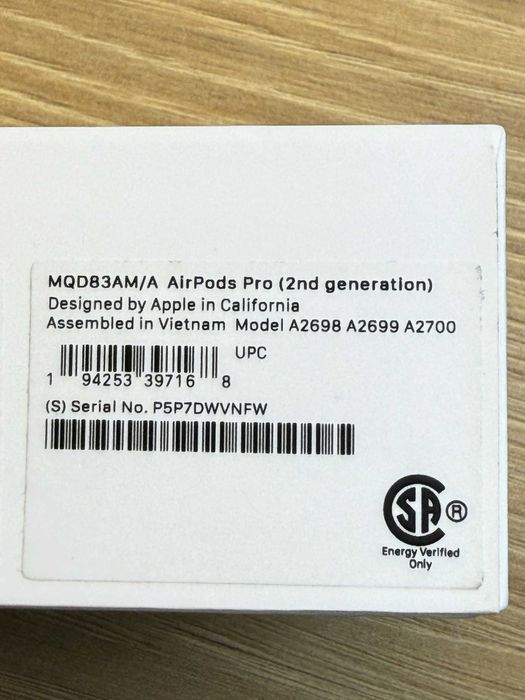 MQD83AM/A AirPods Pro (2nd generation)
Designed by Apple in California
Assembled in Vietnam Model A2698 A2699 A2700
UPC
1 94253 39716 8
(S) Serial No. P5P7DWVNFW
SA ®
Energy Verified
Only